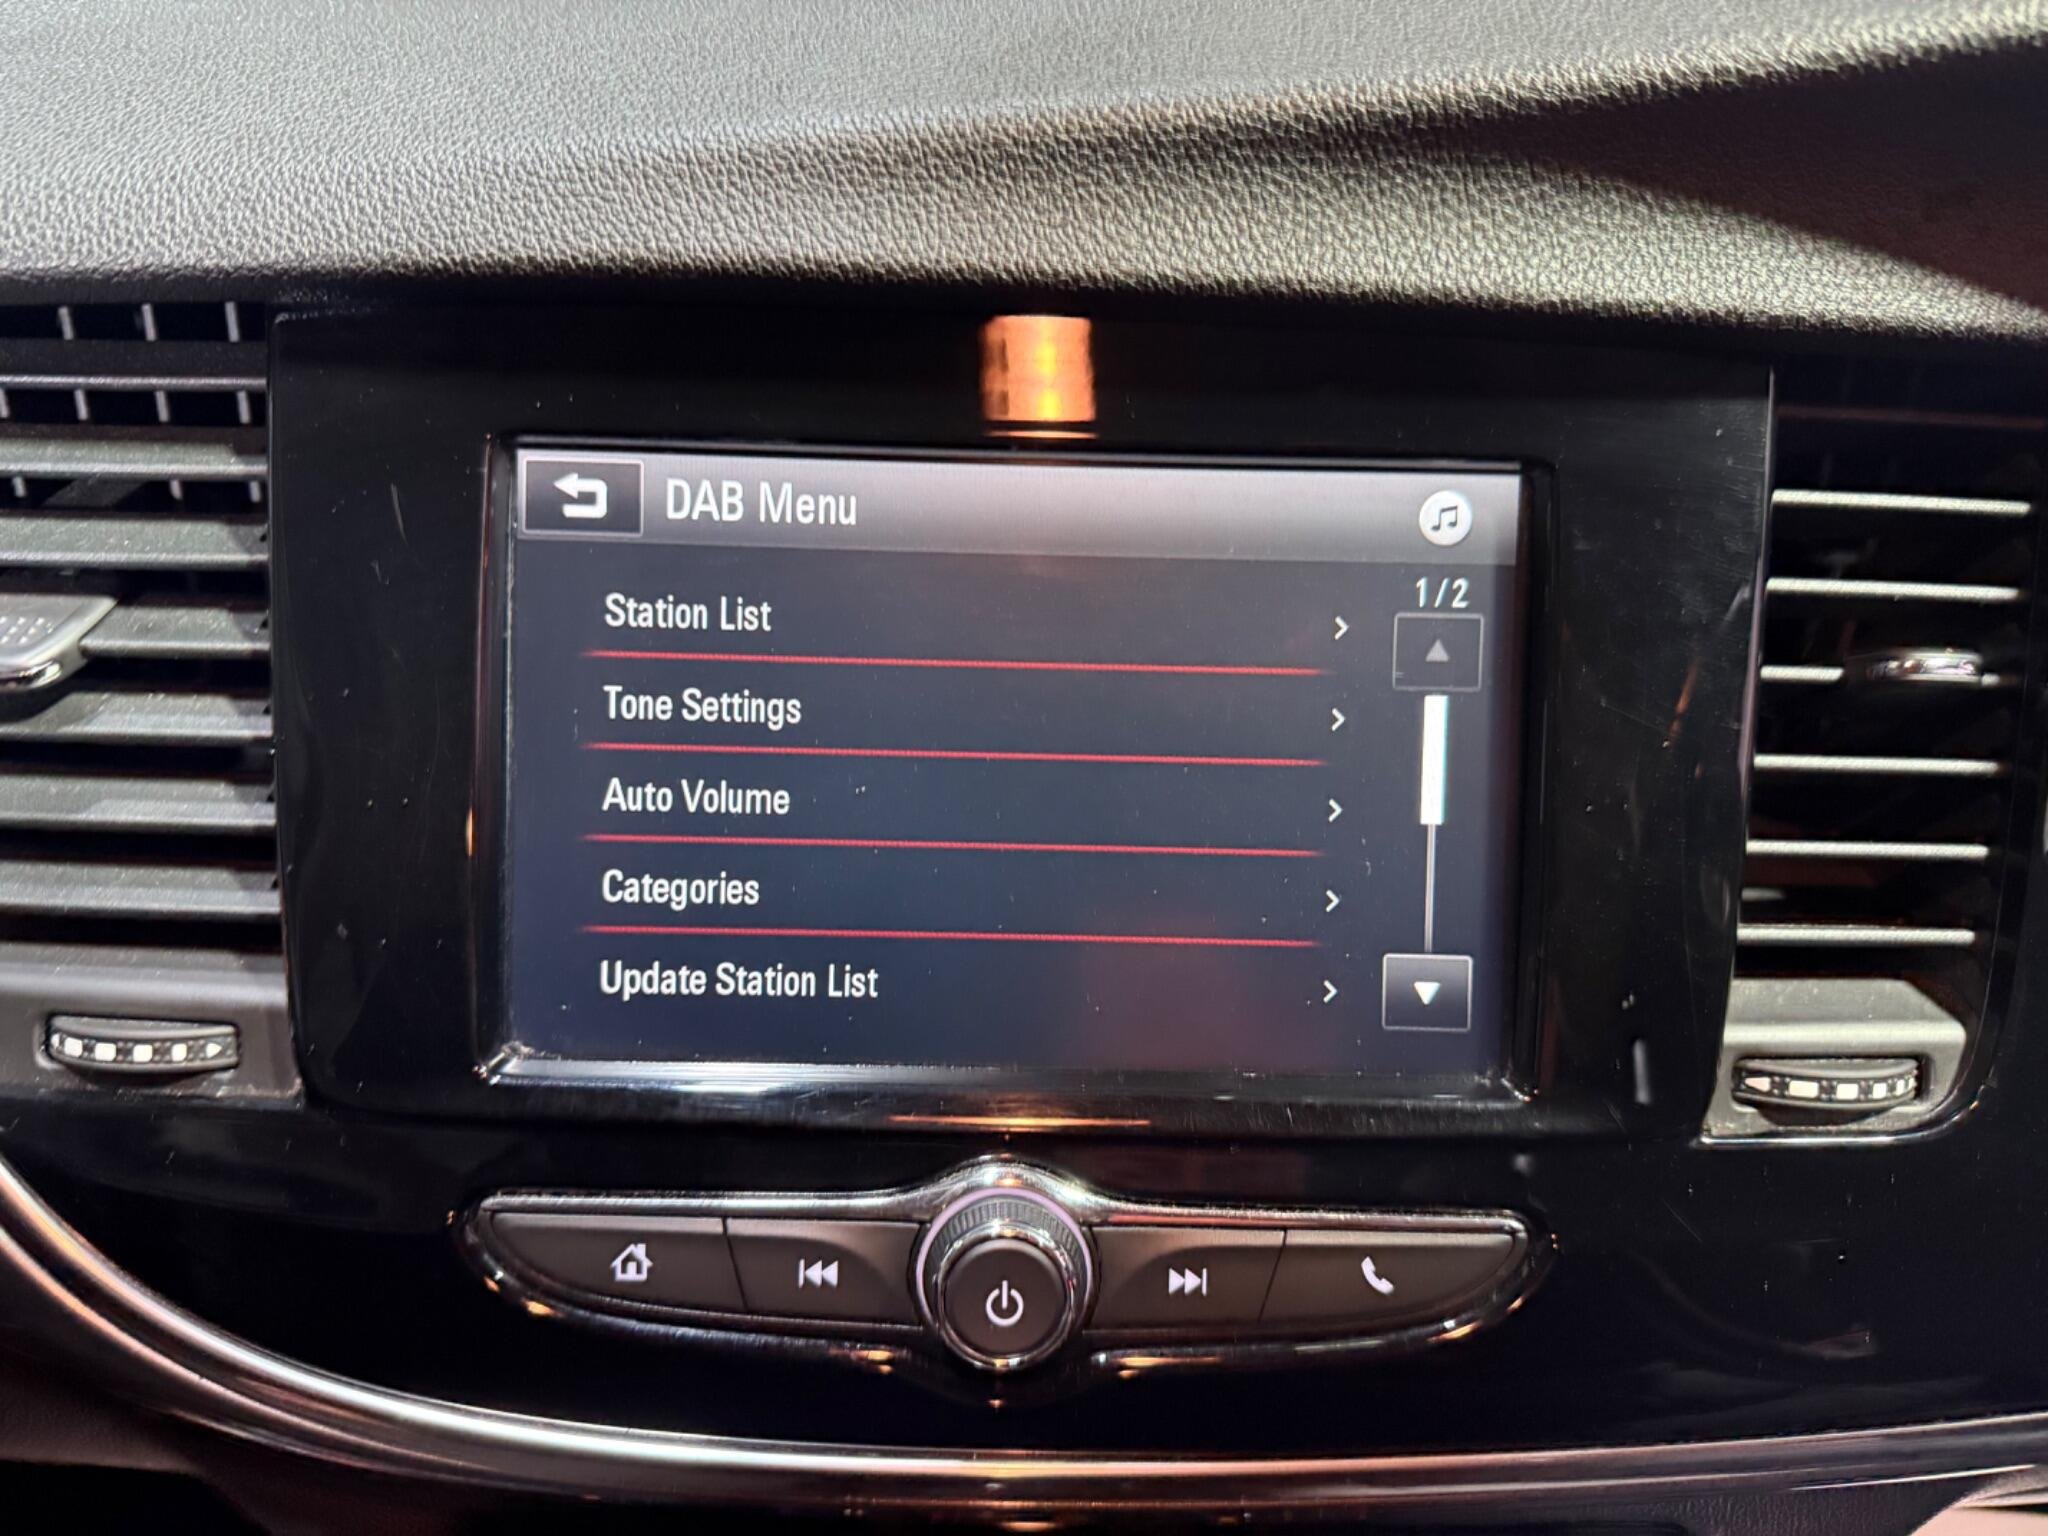 DAB Menu
1/2
Station List
Tone Settings
Auto Volume
Categories
Update Station List